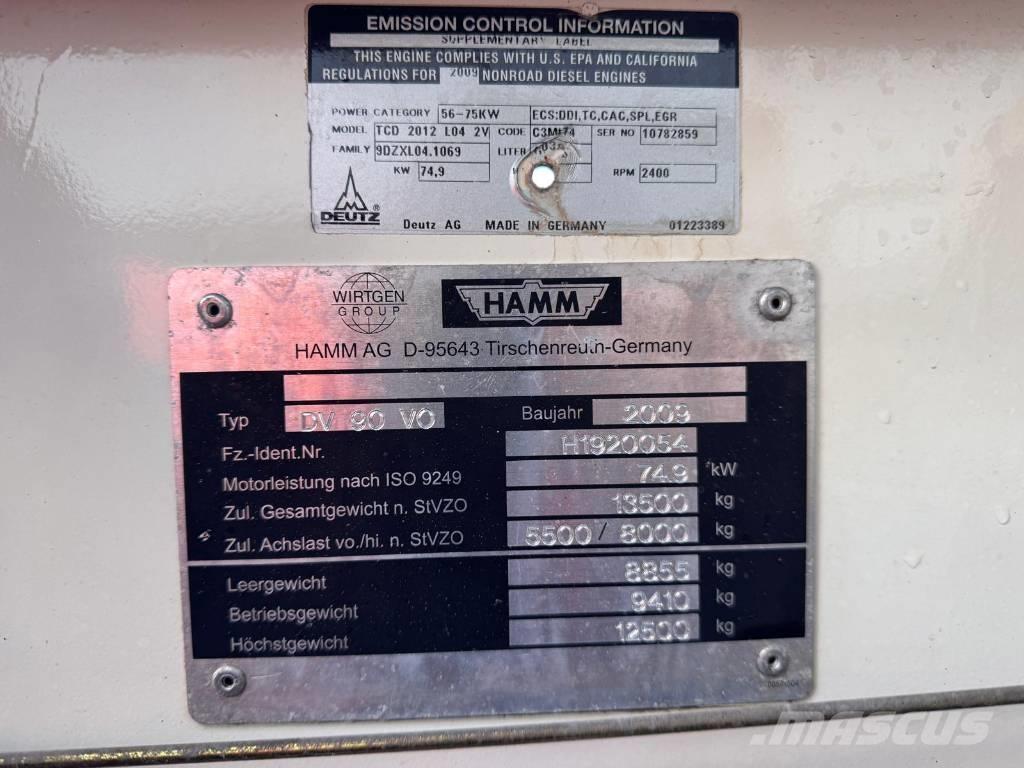 EMISSION CONTROL INFORMATION
SUPPLEMENTARY LABEL
THIS ENGINE COMPLIES WITH U.S. EPA AND CALIFORNIA
REGULATIONS FOR 2009 NONROAD DIESEL ENGINES
POWER CATEGORY 56-75KW ECS:DDI,TC,CAC,SPL,EGR
MODEL TCD 2012 L04 2V CODE SER NO 10782859
FAMILY 9DZXL04.1069 LITER
KW 74,9 RPM 2400
DEUTZ ® Deutz AG MADE IN GERMANY 01223389
WIRTGEN GROUP
HAMM
HAMM AG D-95643 Tirschenreuth-Germany
Typ DV 90 VO Baujahr 2009
Fz.-Ident.Nr. H1920054
Motorleistung nach ISO 9249 74.9 kW
Zul. Gesamtgewicht n. StVZO 13500 kg
Zul. Achslast vo./hi. n. StVZO 5500 / 8000 kg
Leergewicht 8855 kg
Betriebsgewicht 9410 kg
Höchstgewicht 12500 kg
mascus